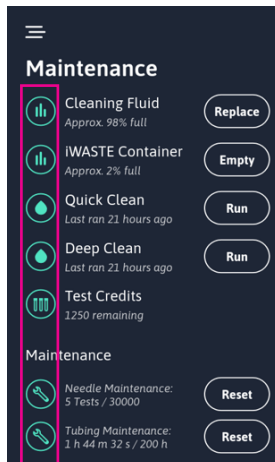 Maintenance
Cleaning Fluid
Replace
Approx. 98% full
iWASTE Container
Empty
Approx. 2% full
Quick Clean
Run
Last ran 21 hours ago
Deep Clean
Run
Last ran 21 hours ago
Test Credits
1250 remaining
Maintenance
Needle Maintenance:
5 Tests / 30000
Reset
Tubing Maintenance:
1 h 44 m 32 s / 200 h
Reset